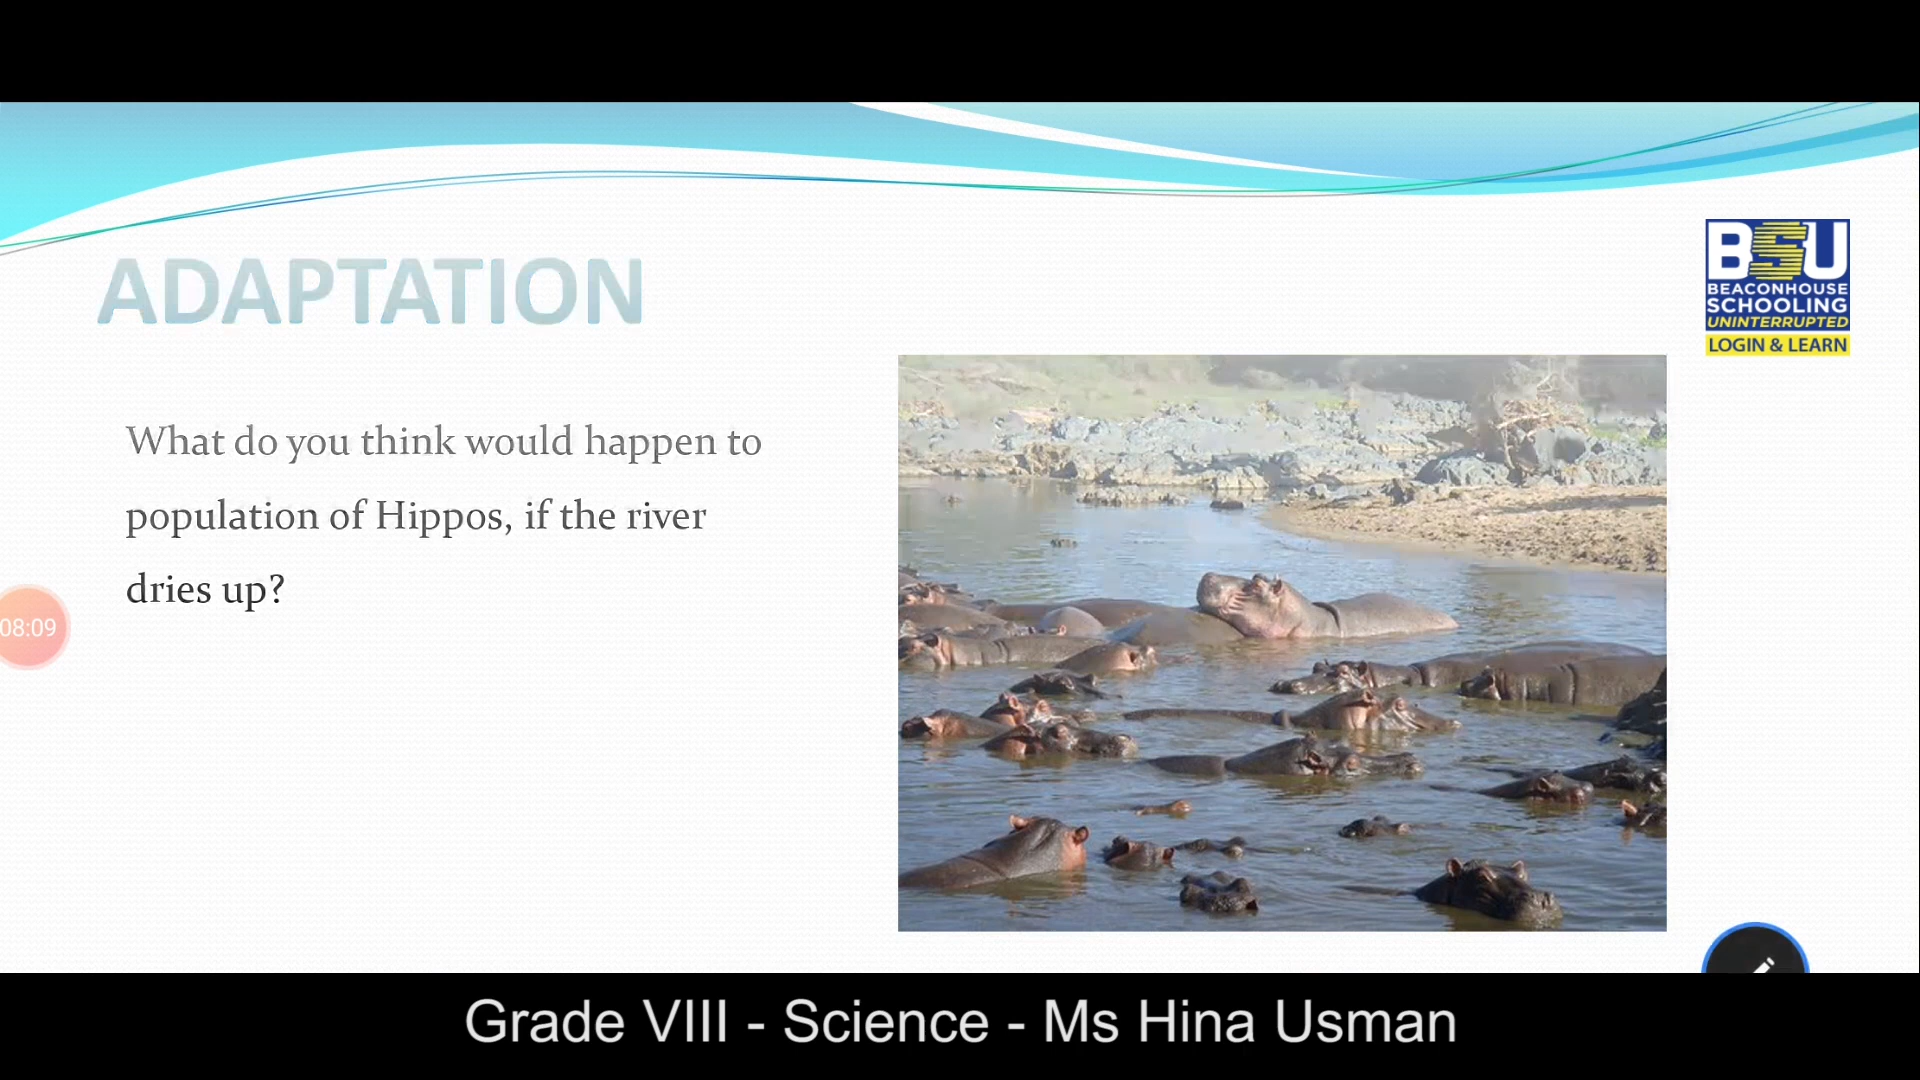 ADAPTATION
BSU
BEACONHOUSE
SCHOOLING
UNINTERRUPTED
LOGIN & LEARN
What do you think would happen to
population of Hippos, if the river
dries up?
08:09
Grade VIII - Science - Ms Hina Usman